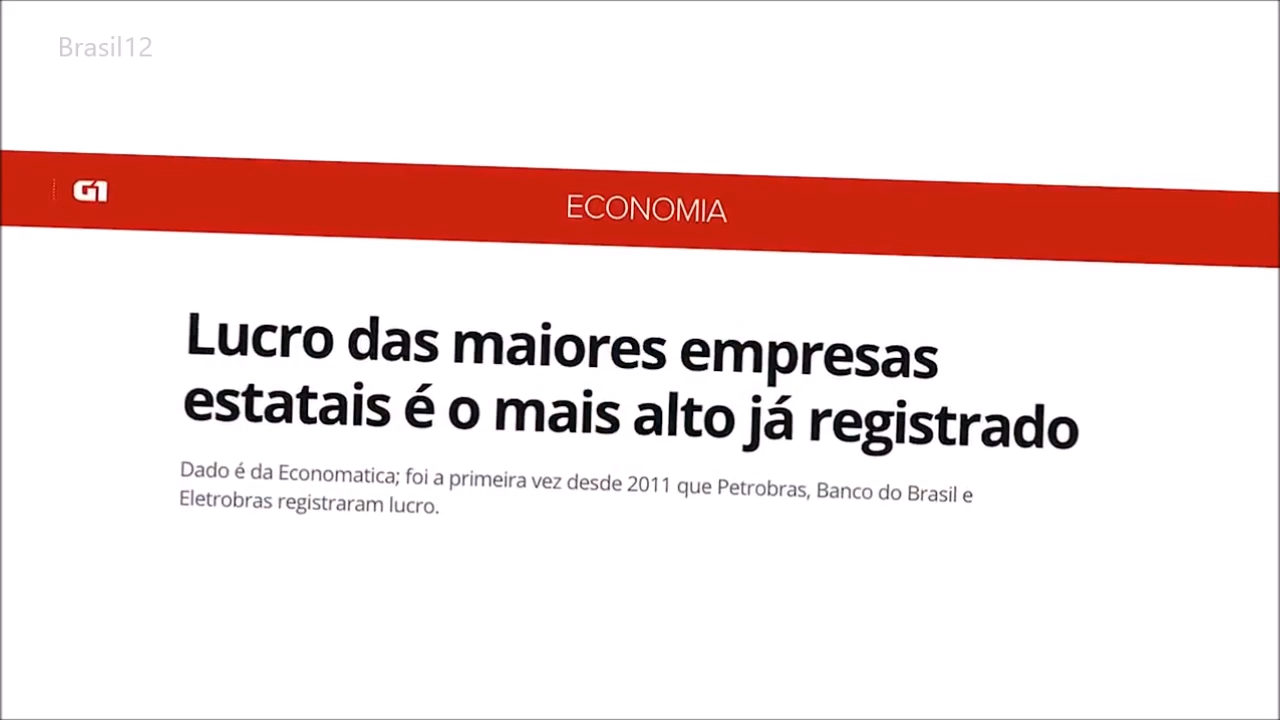 Brasil12
G1
ECONOMIA
Lucro das maiores empresas
estatais é o mais alto já registrado
Dado é da Economatica; foi a primeira vez desde 2011 que Petrobras, Banco do Brasil e
Eletrobras registraram lucro.